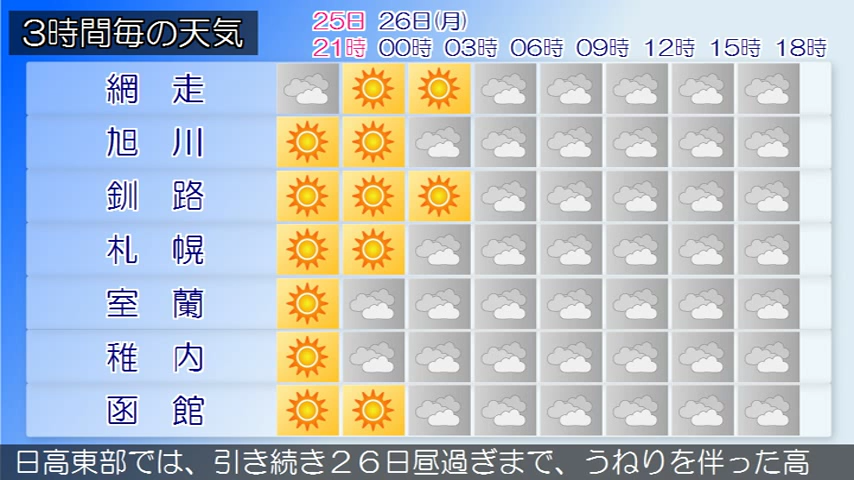 3時間毎の天気
25日 26日(月)
21時 00時 03時 06時 09時 12時 15時 18時
網 走
旭 川
釧 路
札 幌
室 蘭
稚 内
函 館
日高東部では、引き続き２６日昼過ぎまで、うねりを伴った高